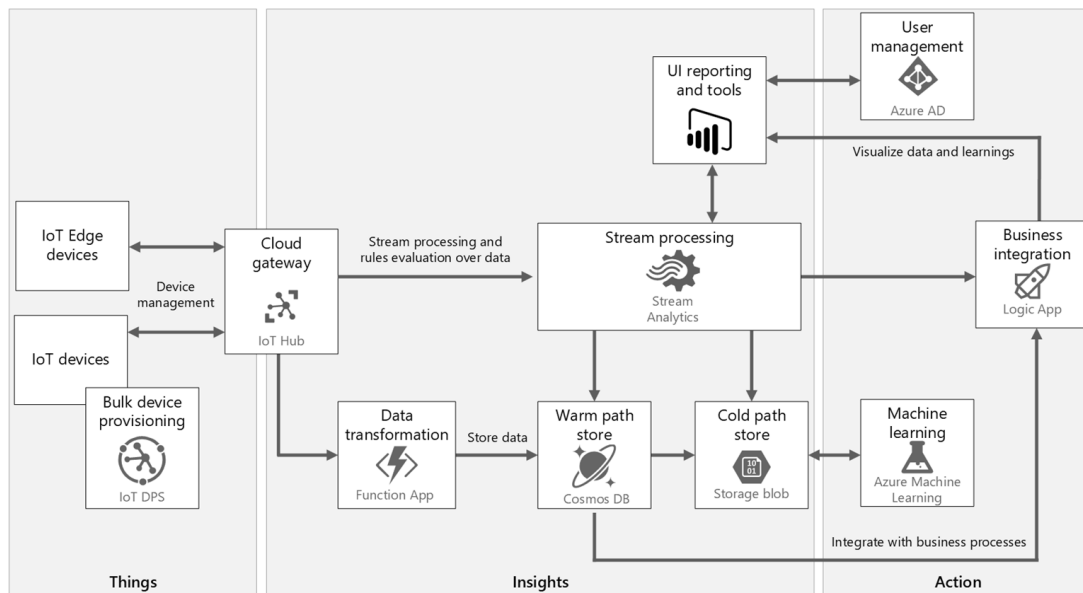 User
management
Azure AD
UI reporting
and tools
Visualize data and learnings
IoT Edge
devices
Cloud
gateway
IoT Hub
Stream processing and
rules evaluation over data
Stream processing
Stream
Analytics
Business
integration
Logic App
Device
management
IoT devices
Bulk device
provisioning
IoT DPS
Data
transformation
Function App
Store data
Warm path
store
Cosmos DB
Cold path
store
10
01
Storage blob
Machine
learning
Azure Machine
Learning
Integrate with business processes
Things
Insights
Action